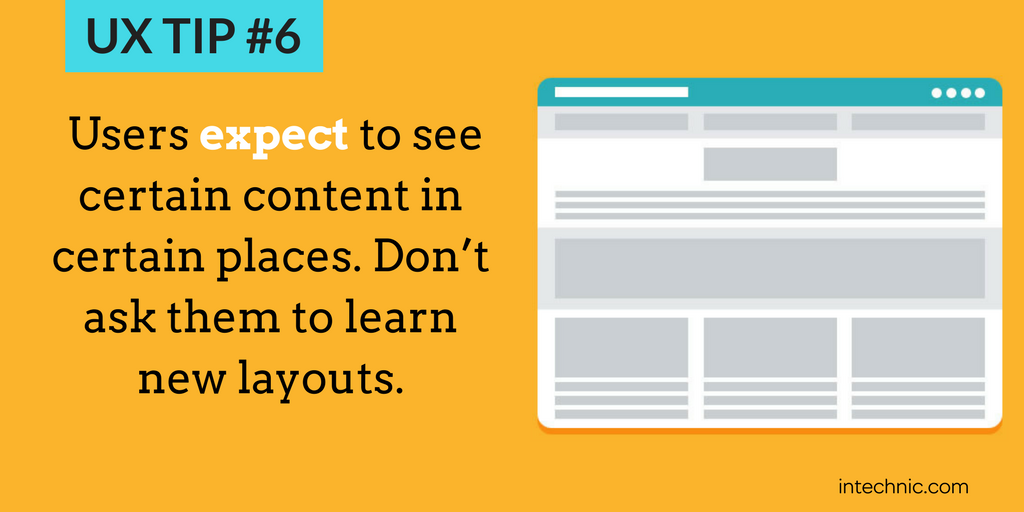 UX TIP #6
Users expect to see
certain content in
certain places. Don’t
ask them to learn
new layouts.
intechnic.com